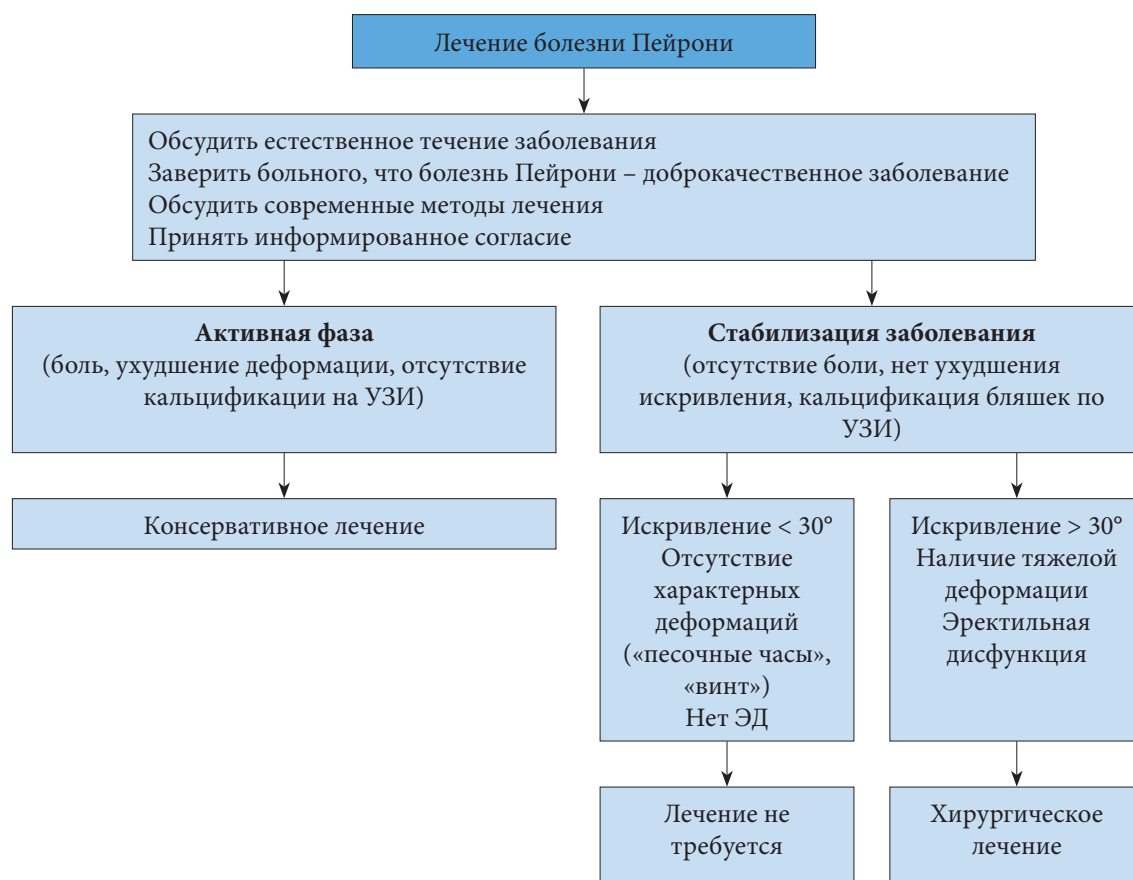 Лечение болезни Пейрони
Обсудить естественное течение заболевания
Заверить больного, что болезнь Пейрони – доброкачественное заболевание
Обсудить современные методы лечения
Принять информированное согласие
Активная фаза
(боль, ухудшение деформации, отсутствие
кальцификации на УЗИ)
Стабилизация заболевания
(отсутствие боли, нет ухудшения
искривления, кальцификация бляшек по
УЗИ)
Консервативное лечение
Искривление < 30°
Отсутствие
характерных
деформаций
(«песочные часы»,
«винт»)
Нет ЭД
Искривление > 30°
Наличие тяжелой
деформации
Эректильная
дисфункция
Лечение не
требуется
Хирургическое
лечение